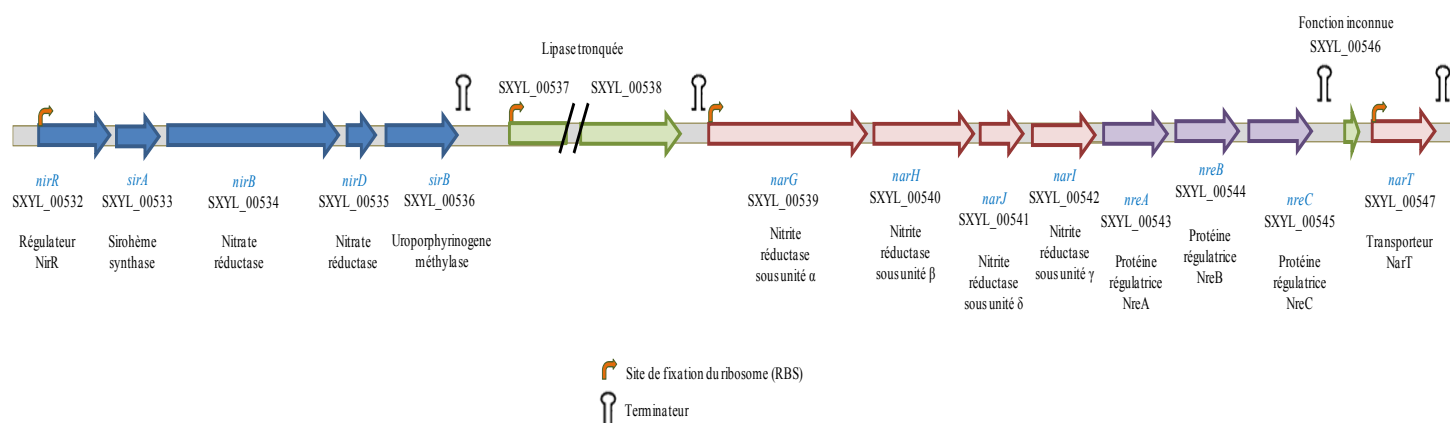 Fonction inconnue
SXYL_00546
Lipase tronquée
SXYL_00537
SXYL_00538
nirR
SXYL_00532
Régulateur
NirR
sirA
SXYL_00533
Sirohème
synthase
nirB
SXYL_00534
Nitrate
réductase
nirD
SXYL_00535
Nitrate
réductase
sirB
SXYL_00536
Uroporphyrinogene
méthylase
narG
SXYL_00539
Nitrite
réductase
sous unité α
narH
SXYL_00540
Nitrite
réductase
sous unité β
narJ
SXYL_00541
Nitrite
réductase
sous unité δ
narI
SXYL_00542
Nitrite
réductase
sous unité γ
nreA
SXYL_00543
Protéine
régulatrice
NreA
nreB
SXYL_00544
Protéine
régulatrice
NreB
nreC
SXYL_00545
Protéine
régulatrice
NreC
narT
SXYL_00547
Transporteur
NarT
Site de fixation du ribosome (RBS)
Terminateur